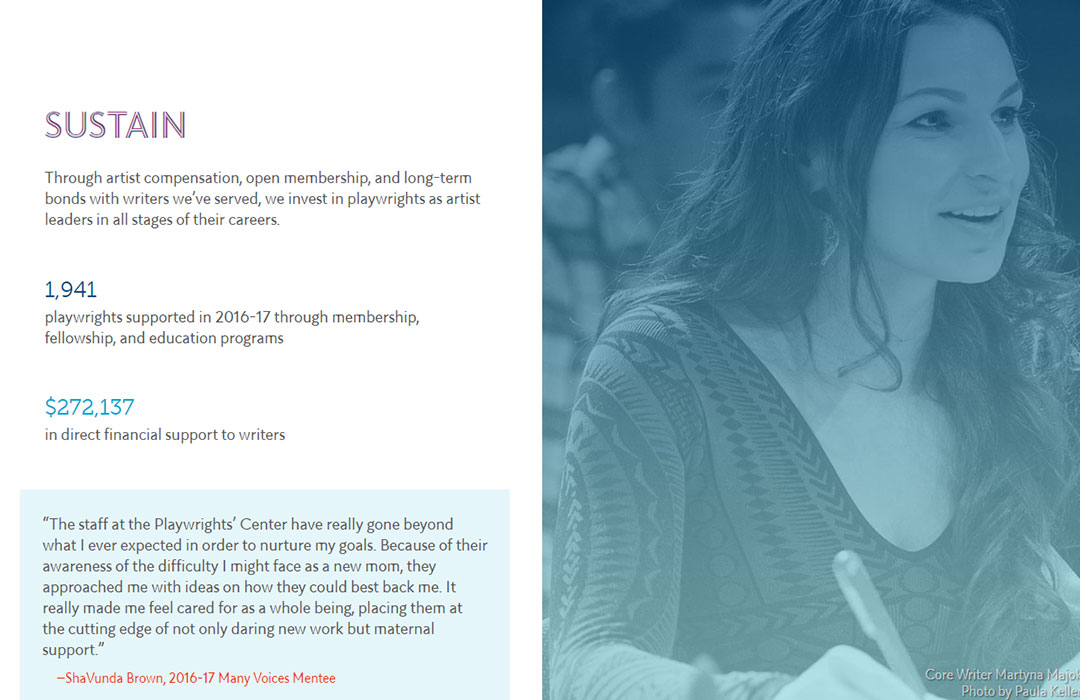 SUSTAIN
Through artist compensation, open membership, and long-term
bonds with writers we’ve served, we invest in playwrights as artist
leaders in all stages of their careers.
1,941
playwrights supported in 2016-17 through membership,
fellowship, and education programs
$272,137
in direct financial support to writers
“The staff at the Playwrights’ Center have really gone beyond
what I ever expected in order to nurture my goals. Because of their
awareness of the difficulty I might face as a new mom, they
approached me with ideas on how they could best back me. It
really made me feel cared for as a whole being, placing them at
the cutting edge of not only daring new work but maternal
support.”
—ShaVunda Brown, 2016-17 Many Voices Mentee
Core Writer Martyna
Photo by Paula